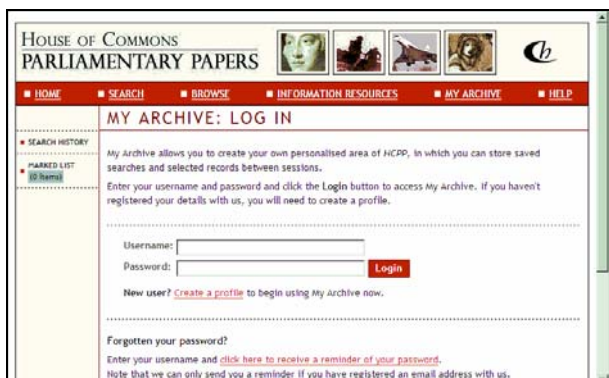 HOUSE OF COMMONS
PARLIAMENTARY PAPERS
Ch
HOME SEARCH BROWSE INFORMATION RESOURCES MY ARCHIVE HELP
MY ARCHIVE: LOG IN
SEARCH HISTORY
MARKED LIST
(0 items)
My Archive allows you to create your own personalised area of HCPP, in which you can store saved
searches and selected records between sessions.
Enter your username and password and click the Login button to access My Archive. If you haven't
registered your details with us, you will need to create a profile.
Username:
Password: Login
New user? Create a profile to begin using My Archive now.
Forgotten your password?
Enter your username and click here to receive a reminder of your password.
Note that we can only send you a reminder if you have registered an email address with us.